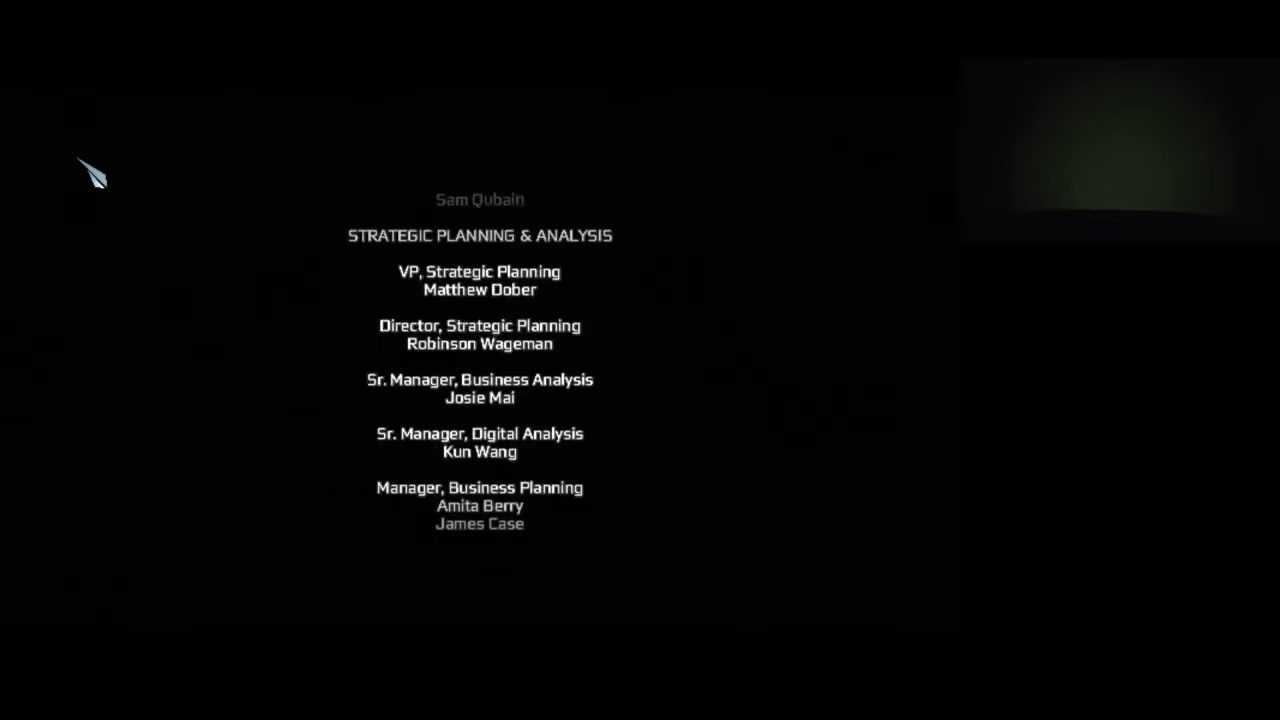 Sam Qubain
STRATEGIC PLANNING & ANALYSIS
VP, Strategic Planning
Matthew Dober
Director, Strategic Planning
Robinson Wageman
Sr. Manager, Business Analysis
Josie Mai
Sr. Manager, Digital Analysis
Kun Wang
Manager, Business Planning
Amita Berry
James Case